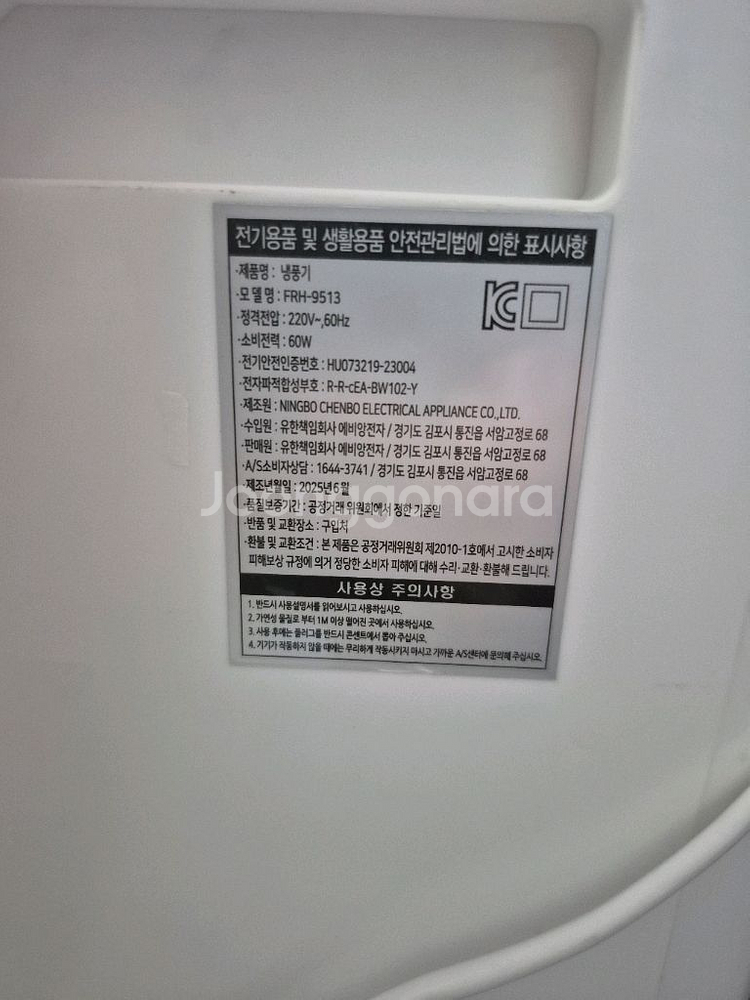 전기용품 및 생활용품 안전관리법에 의한 표시사항
·제품명 : 냉풍기
·모 델 명 : FRH-9513
·정격전압 : 220V~,60Hz
·소비전력 : 60W
·전기안전인증번호 : HU073219-23004
·전자파적합성부호 : R-R-cEA-BW102-Y
·제조원 : NINGBO CHENBO ELECTRICAL APPLIANCE CO.,LTD.
·수입원 : 유한책임회사 에비앙전자 / 경기도 김포시 통진읍 서암고정로 68
·판매원 : 유한책임회사 에비앙전자 / 경기도 김포시 통진읍 서암고정로 68
·A/S소비자상담 : 1644-3741 / 경기도 김포시 통진읍 서암고정로 68
·제조년월일 : 2025년 6월
·품질보증기간 : 공정거래 위원회에서 정한 기준일
·반품 및 교환장소 : 구입처
·환불 및 교환조건 : 본 제품은 공정거래위원회 제2010-1호에서 고시한 소비자
피해보상 규정에 의거 정당한 소비자 피해에 대해 수리·교환·환불해 드립니다.
사용상 주의사항
1. 반드시 사용설명서를 읽어보시고 사용하십시오.
2. 가연성 물질로 부터 1M 이상 떨어진 곳에서 사용하십시오.
3. 사용 후에는 플러그를 반드시 콘센트에서 뽑아 주십시오.
4. 기기가 작동하지 않을 때에는 무리하게 작동시키지 마시고 가까운 A/S센터에 문의해 주십시오.
Joonggonara